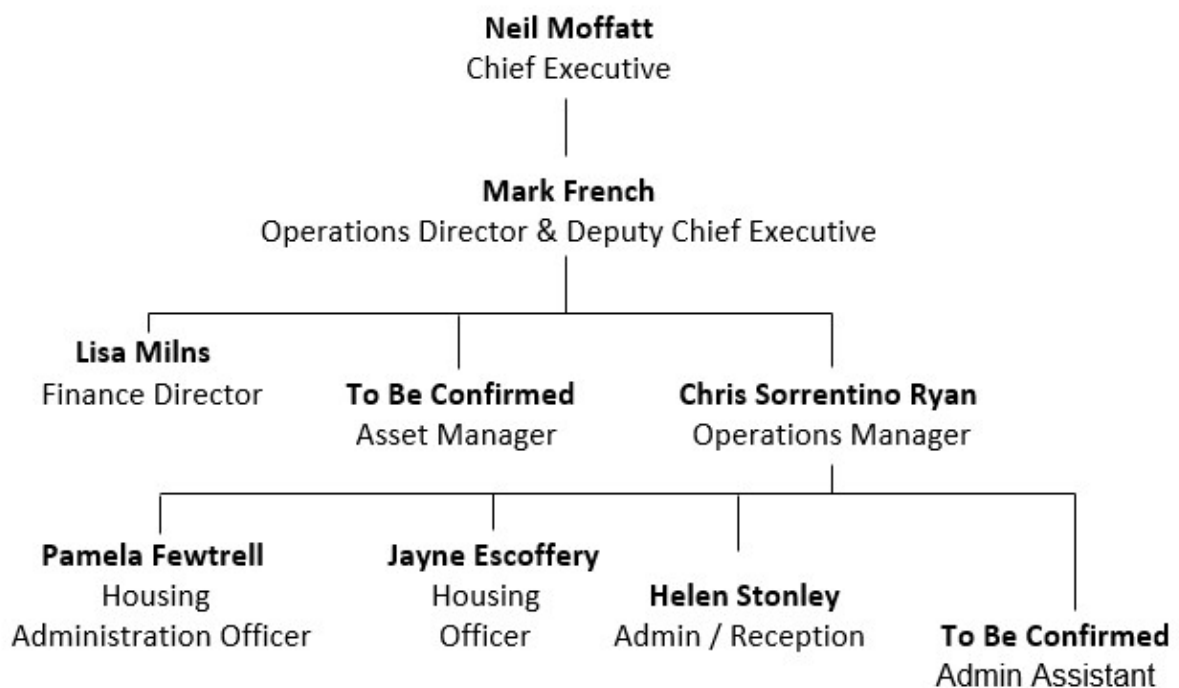 Neil Moffatt
Chief Executive
Mark French
Operations Director & Deputy Chief Executive
Lisa Milns
Finance Director
To Be Confirmed
Asset Manager
Chris Sorrentino Ryan
Operations Manager
Pamela Fewtrell
Housing
Administration Officer
Jayne Escoffery
Housing
Officer
Helen Stonley
Admin / Reception
To Be Confirmed
Admin Assistant